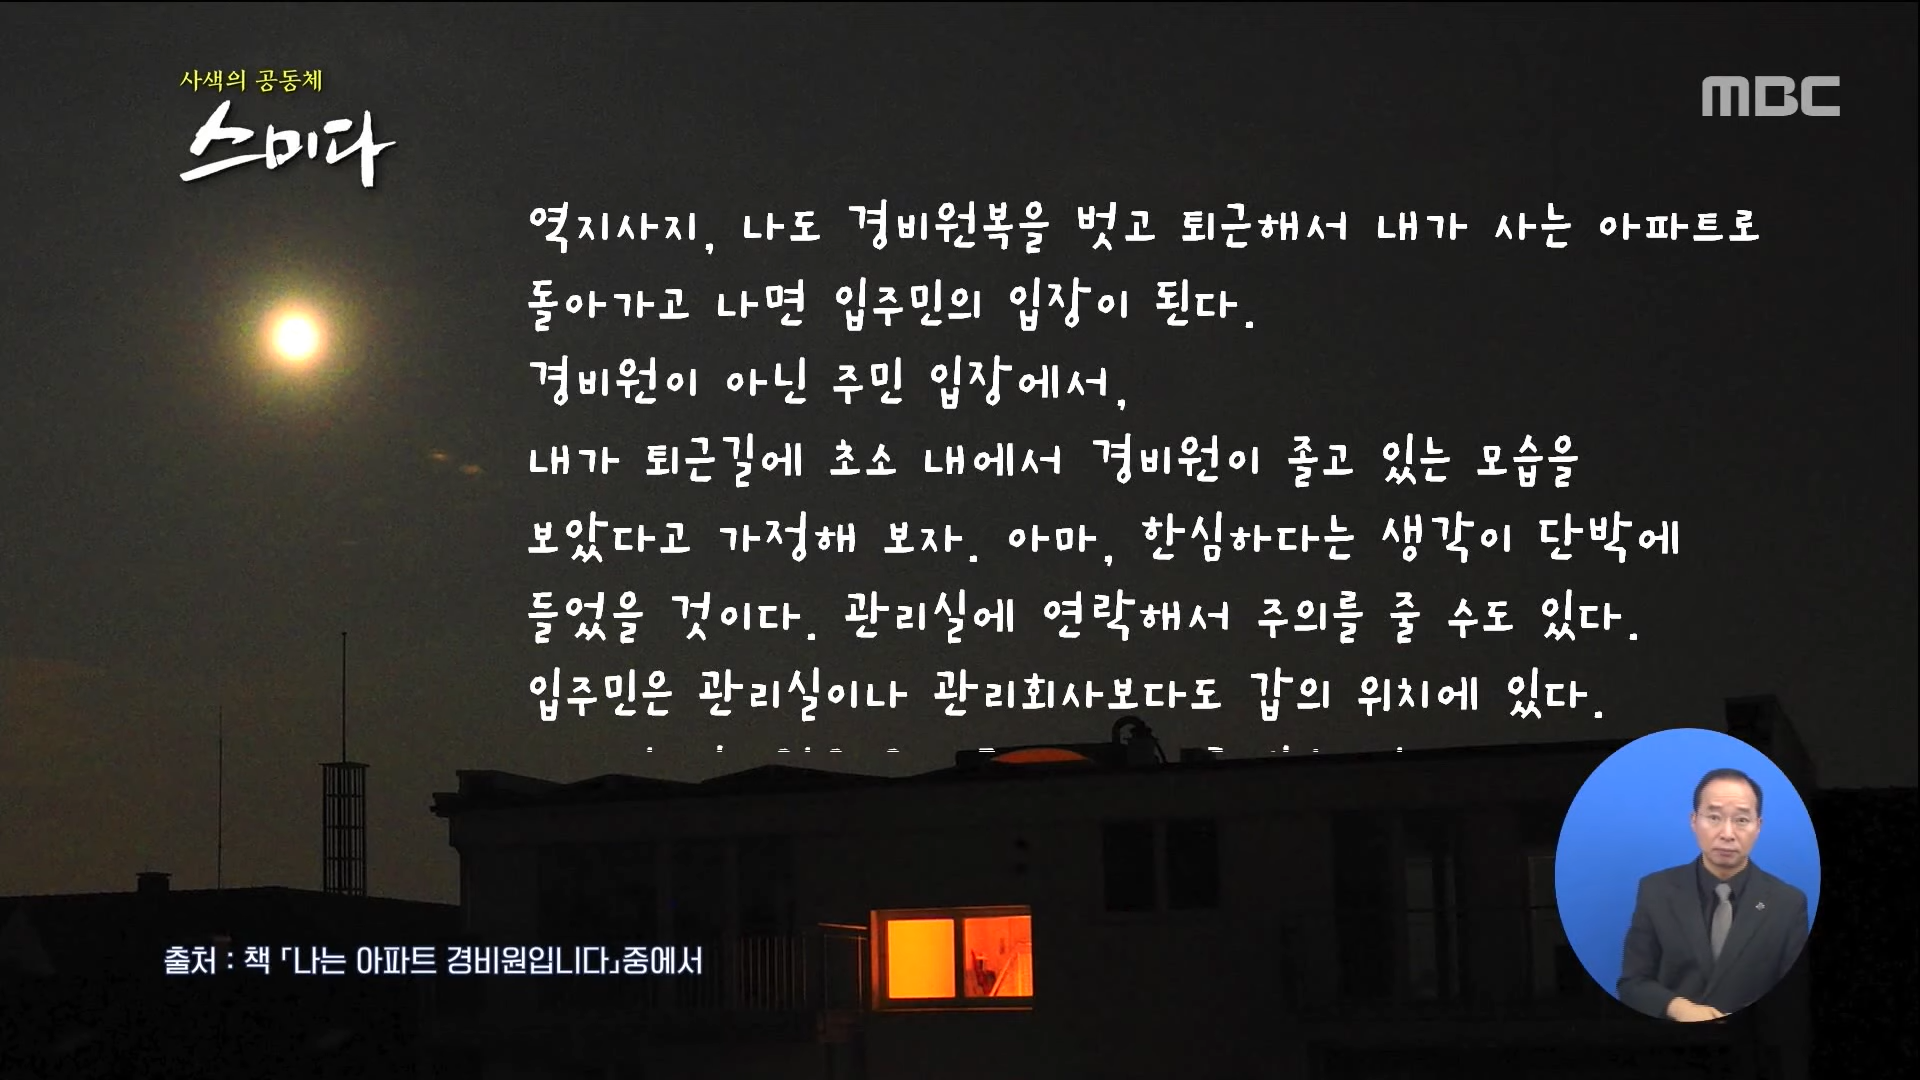 사색의 공동체
스미다
MBC
역지사지, 나도 경비원복을 벗고 퇴근해서 내가 사는 아파트로
돌아가고 나면 입주민의 입장이 된다.
경비원이 아닌 주민 입장에서,
내가 퇴근길에 초소 내에서 경비원이 졸고 있는 모습을
보았다고 가정해 보자. 아마, 한심하다는 생각이 단박에
들었을 것이다. 관리실에 연락해서 주의를 줄 수도 있다.
입주민은 관리실이나 관리회사보다도 갑의 위치에 있다.
출처 : 책 「나는 아파트 경비원입니다」중에서